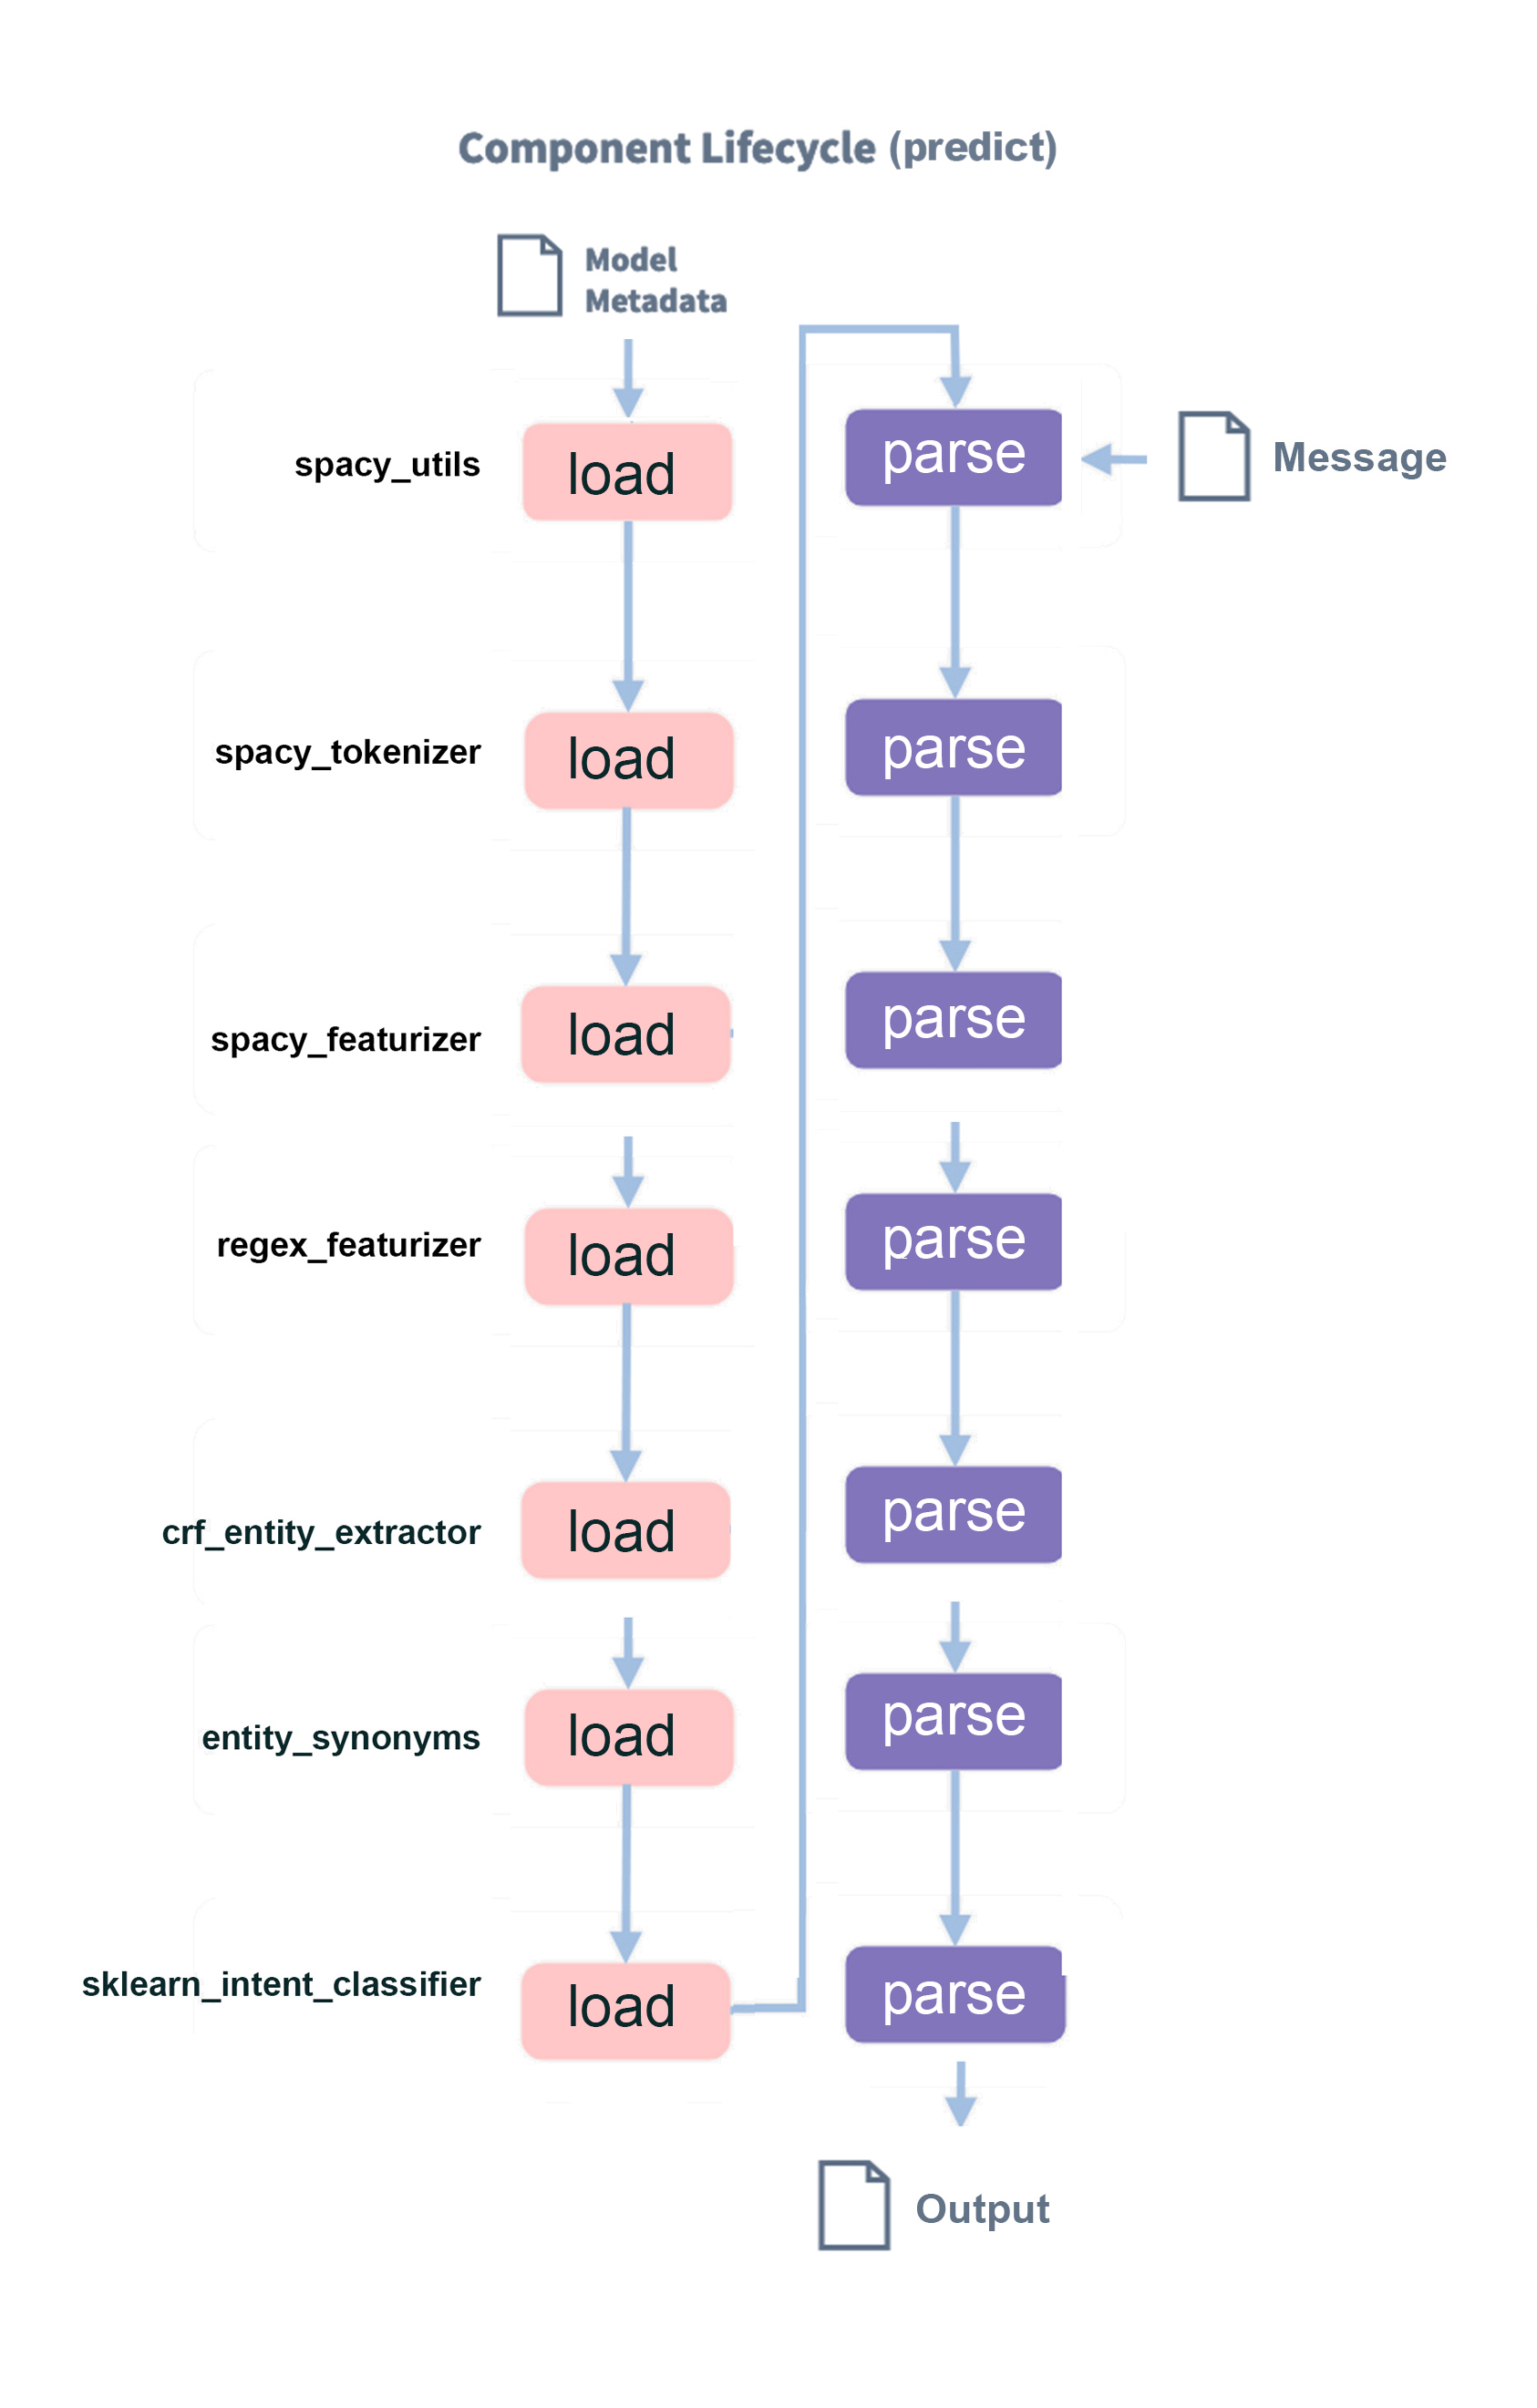 Component Lifecycle (predict)
Model
Metadata
spacy_utils
load
parse
Message
spacy_tokenizer
load
parse
spacy_featurizer
load
parse
regex_featurizer
load
parse
crf_entity_extractor
load
parse
entity_synonyms
load
parse
sklearn_intent_classifier
load
parse
Output